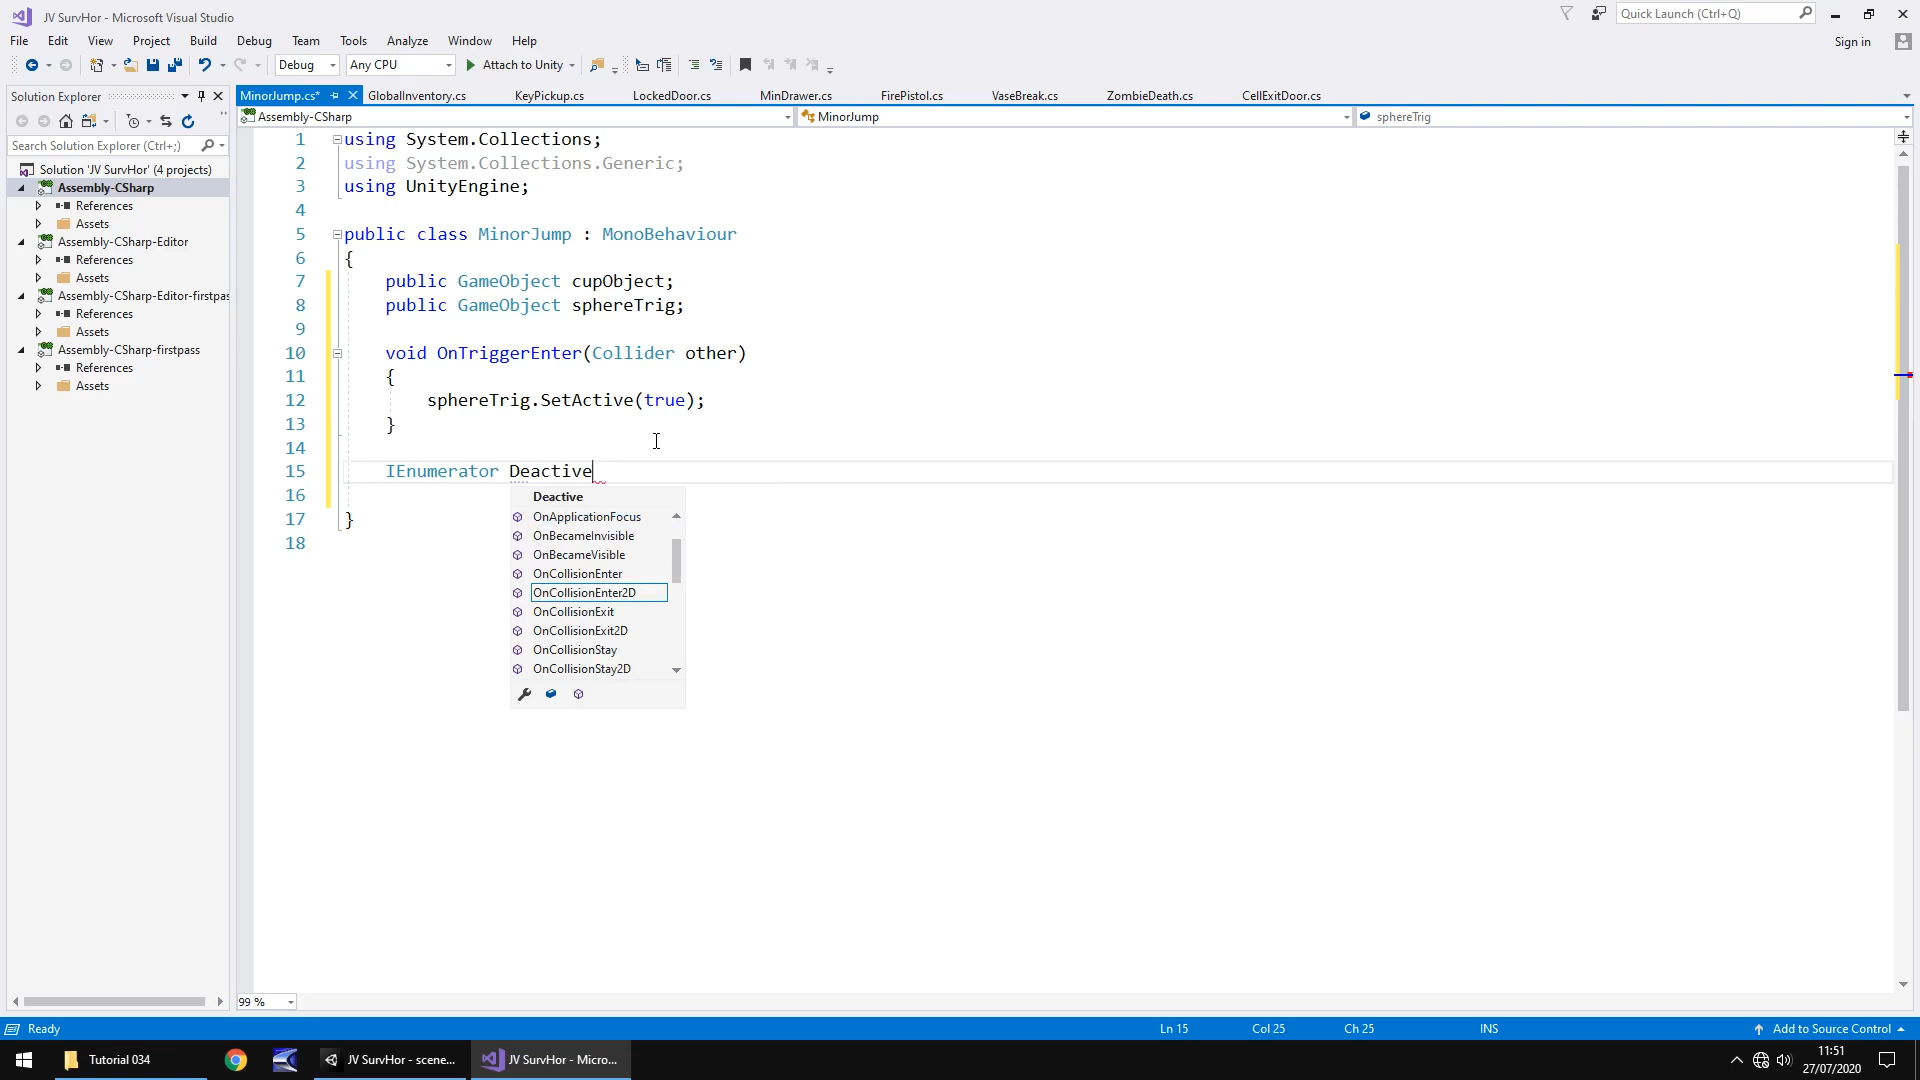 JV SurvHor - Microsoft Visual Studio
Quick Launch (Ctrl+Q)
File Edit View Project Build Debug Team Tools Analyze Window Help
Sign in
Debug Any CPU Attach to Unity
Solution Explorer
MinorJump.cs* GlobalInventory.cs KeyPickup.cs LockedDoor.cs MinDrawer.cs FirePistol.cs VaseBreak.cs ZombieDeath.cs CellExitDoor.cs
Assembly-CSharp MinorJump sphereTrig
Search Solution Explorer (Ctrl+;)
Solution 'JV SurvHor' (4 projects)
Assembly-CSharp
References
Assets
Assembly-CSharp-Editor
References
Assets
Assembly-CSharp-Editor-firstpas
References
Assets
Assembly-CSharp-firstpass
References
Assets
1 using System.Collections;
2 using System.Collections.Generic;
3 using UnityEngine;
4
5 public class MinorJump : MonoBehaviour
6 {
7 public GameObject cupObject;
8 public GameObject sphereTrig;
9
10 void OnTriggerEnter(Collider other)
11 {
12 sphereTrig.SetActive(true);
13 }
14
15 IEnumerator Deactive
16
17 }
18
Deactive
OnApplicationFocus
OnBecameInvisible
OnBecameVisible
OnCollisionEnter
OnCollisionEnter2D
OnCollisionExit
OnCollisionExit2D
OnCollisionStay
OnCollisionStay2D
99 %
Ready Ln 15 Col 25 Ch 25 INS Add to Source Control
Tutorial 034 JV SurvHor - scene... JV SurvHor - Micro...
11:51
27/07/2020